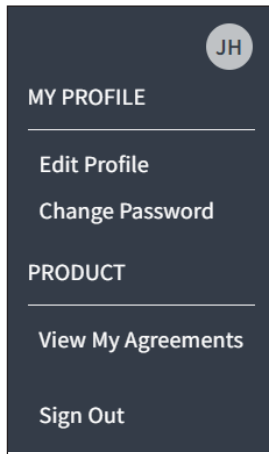 JH
MY PROFILE
Edit Profile
Change Password
PRODUCT
View My Agreements
Sign Out